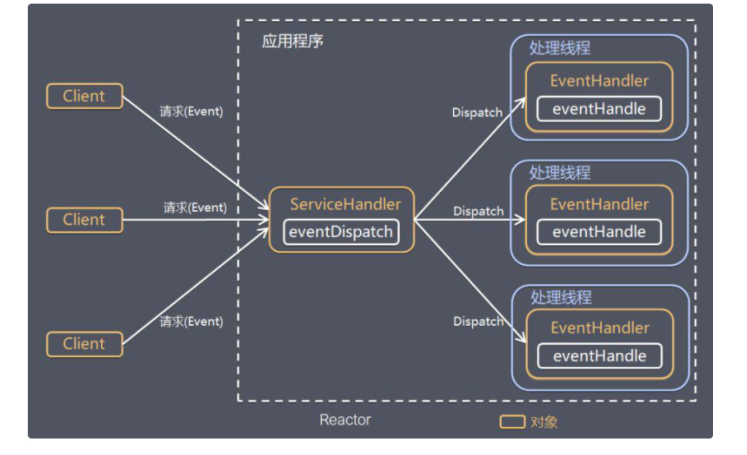 应用程序
处理线程
EventHandler
eventHandle
Client
请求(Event)
Dispatch
处理线程
EventHandler
eventHandle
Client
请求(Event)
ServiceHandler
eventDispatch
Dispatch
处理线程
EventHandler
eventHandle
Client
请求(Event)
Dispatch
Reactor
对象